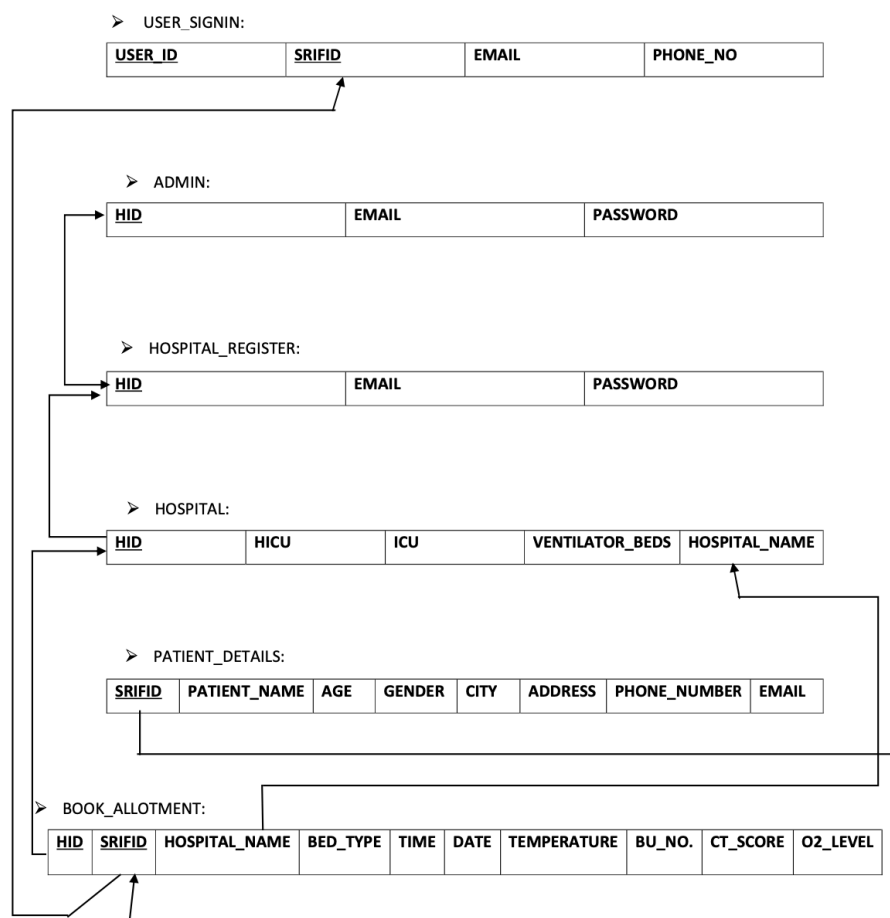 ➢ USER_SIGNIN:
USER_ID SRIFID EMAIL PHONE_NO
➢ ADMIN:
HID EMAIL PASSWORD
➢ HOSPITAL_REGISTER:
HID EMAIL PASSWORD
➢ HOSPITAL:
HID HICU ICU VENTILATOR_BEDS HOSPITAL_NAME
➢ PATIENT_DETAILS:
SRIFID PATIENT_NAME AGE GENDER CITY ADDRESS PHONE_NUMBER EMAIL
➢ BOOK_ALLOTMENT:
HID SRIFID HOSPITAL_NAME BED_TYPE TIME DATE TEMPERATURE BU_NO. CT_SCORE O2_LEVEL